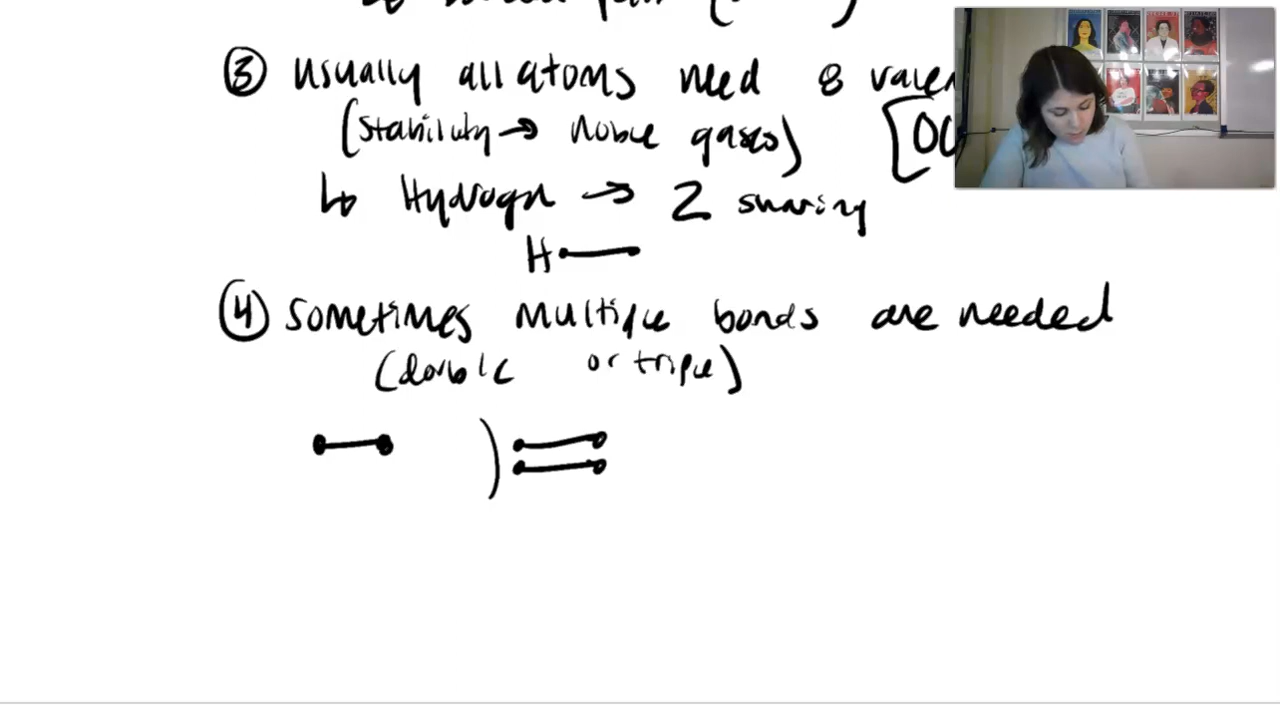 ③ usually all atoms need 8 valen
(stability → noble gases) [OC
↳ Hydrogen → 2 sharing
H
④ sometimes multiple bonds are needed
(double or triple)